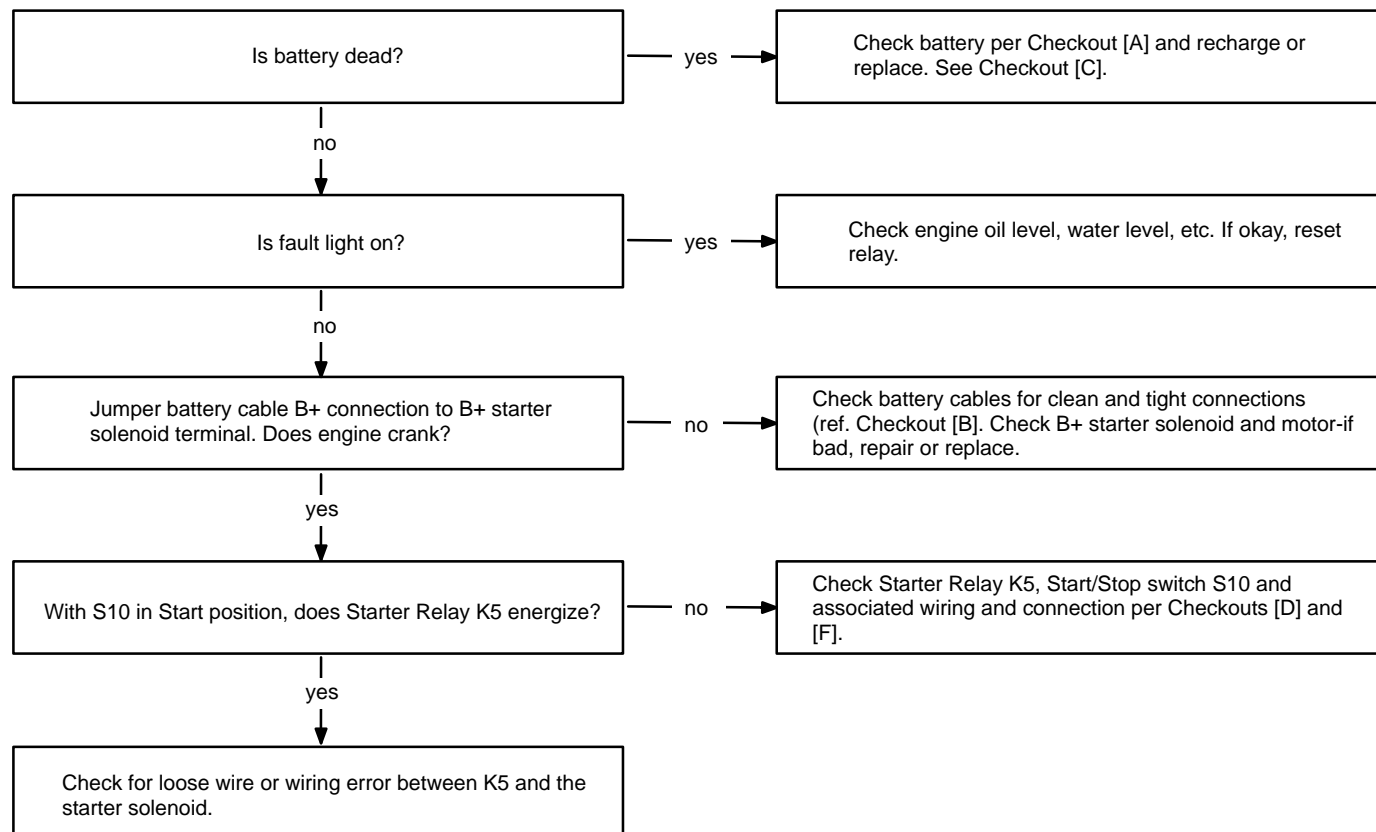 Is battery dead?
yes
Check battery per Checkout [A] and recharge or
replace. See Checkout [C].
no
Is fault light on?
yes
Check engine oil level, water level, etc. If okay, reset
relay.
no
Jumper battery cable B+ connection to B+ starter
solenoid terminal. Does engine crank?
no
Check battery cables for clean and tight connections
(ref. Checkout [B]. Check B+ starter solenoid and motor-if
bad, repair or replace.
yes
With S10 in Start position, does Starter Relay K5 energize?
no
Check Starter Relay K5, Start/Stop switch S10 and
associated wiring and connection per Checkouts [D] and
[F].
yes
Check for loose wire or wiring error between K5 and the
starter solenoid.